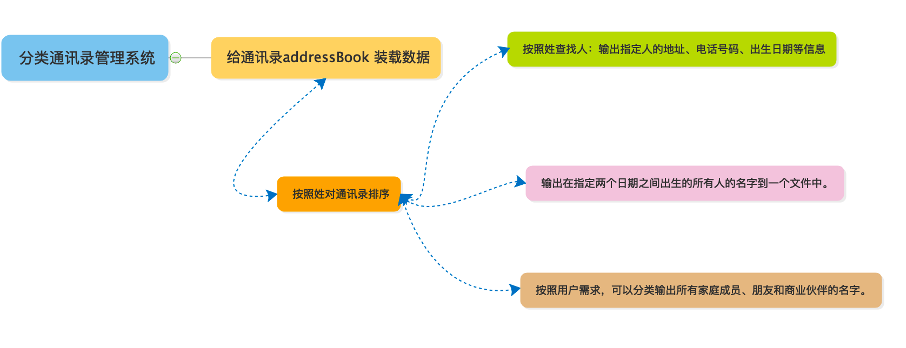 分类通讯录管理系统
给通讯录addressBook 装载数据
按照姓查找人：输出指定人的地址、电话号码、出生日期等信息
按照姓对通讯录排序
输出在指定两个日期之间出生的所有人的名字到一个文件中。
按照用户需求，可以分类输出所有家庭成员、朋友和商业伙伴的名字。